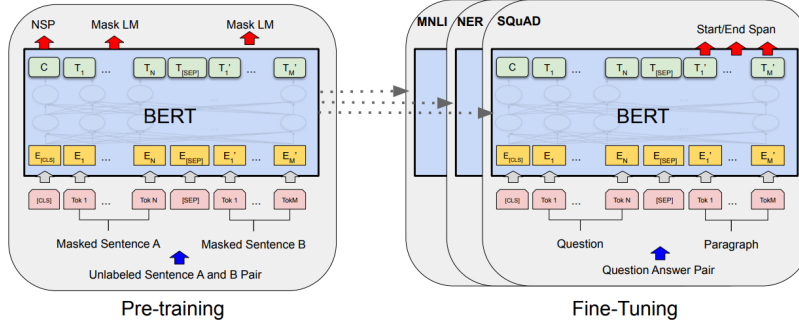 NSP Mask LM Mask LM
C T1 ... TN T[SEP] T1' ... TM'
BERT
E[CLS] E1 ... EN E[SEP] E1' ... EM'
[CLS] Tok 1 ... Tok N [SEP] Tok 1 ... TokM
Masked Sentence A Masked Sentence B
Unlabeled Sentence A and B Pair
Pre-training
MNLI NER SQuAD
Start/End Span
C T1 ... TN T[SEP] T1' ... TM'
BERT
E[CLS] E1 ... EN E[SEP] E1' ... EM'
[CLS] Tok 1 ... Tok N [SEP] Tok 1 ... TokM
Question Paragraph
Question Answer Pair
Fine-Tuning